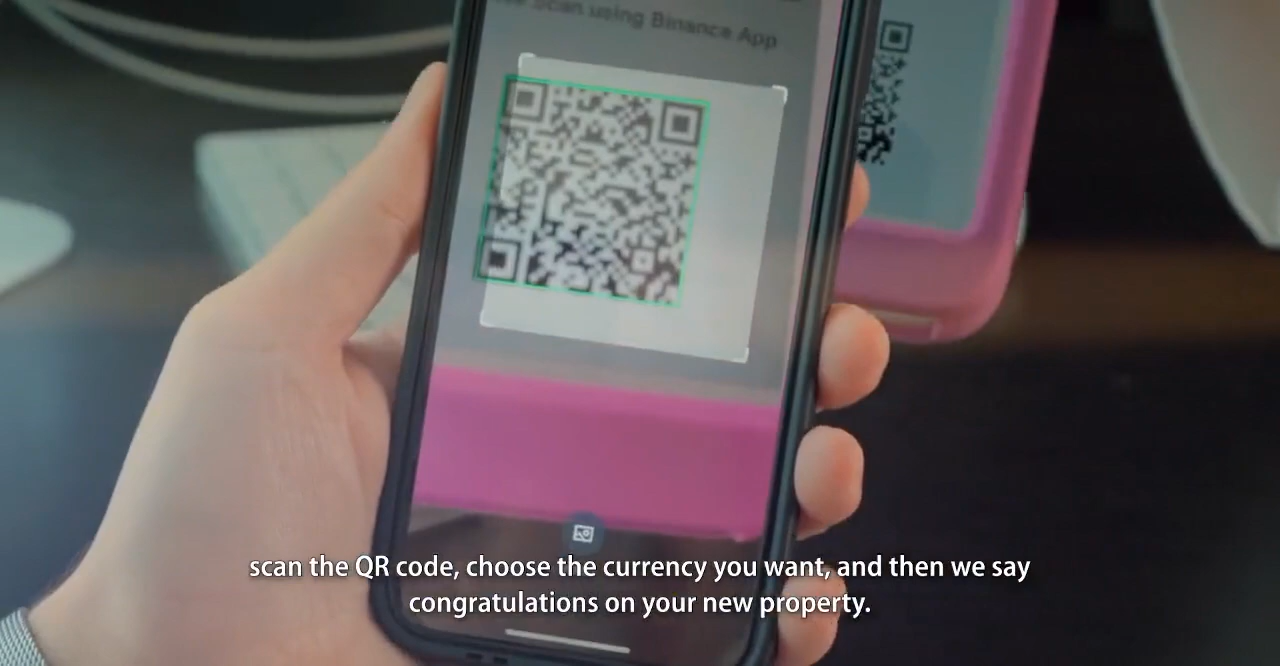 Scan using Binance App
scan the QR code, choose the currency you want, and then we say
congratulations on your new property.